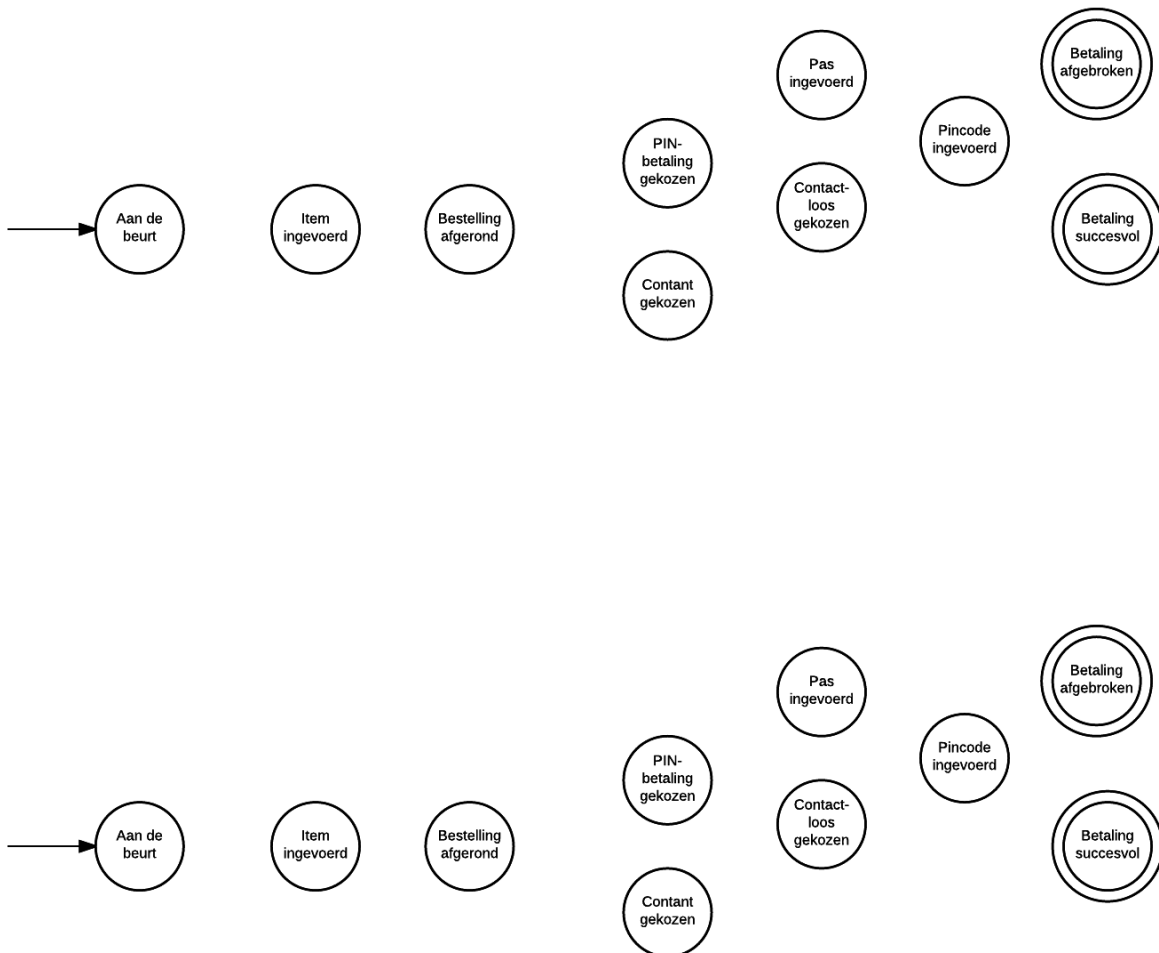 Pas
ingevoerd
Betaling
afgebroken
PIN-
betaling
gekozen
Pincode
ingevoerd
Contact-
loos
gekozen
Aan de
beurt
Item
ingevoerd
Bestelling
afgerond
Betaling
succesvol
Contant
gekozen
Pas
ingevoerd
Betaling
afgebroken
PIN-
betaling
gekozen
Pincode
ingevoerd
Contact-
loos
gekozen
Aan de
beurt
Item
ingevoerd
Bestelling
afgerond
Betaling
succesvol
Contant
gekozen